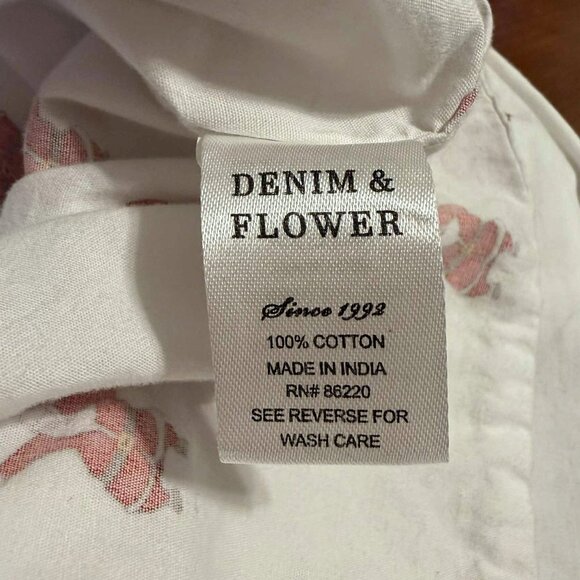 DENIM &
FLOWER
Since 1992
100% COTTON
MADE IN INDIA
RN# 86220
SEE REVERSE FOR
WASH CARE